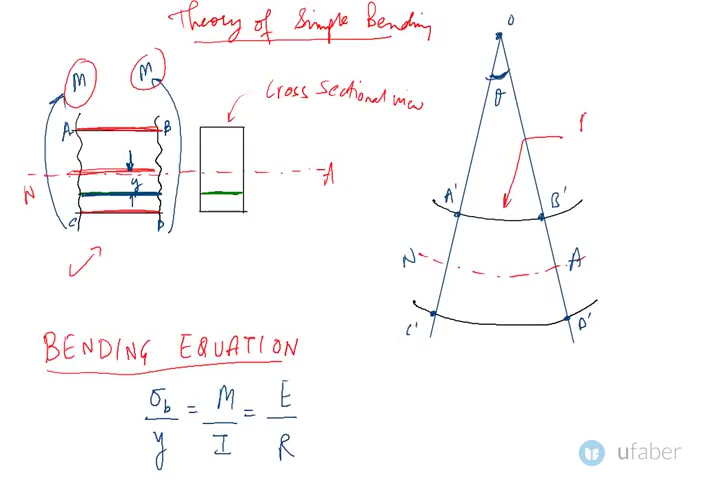 Theory of Simple Bending
M M
Cross Sectional view
A B
y
N A
C D
O
θ
A' B'
N A
C' D'
BENDING EQUATION
σb/y = M/I = E/R
ufaber